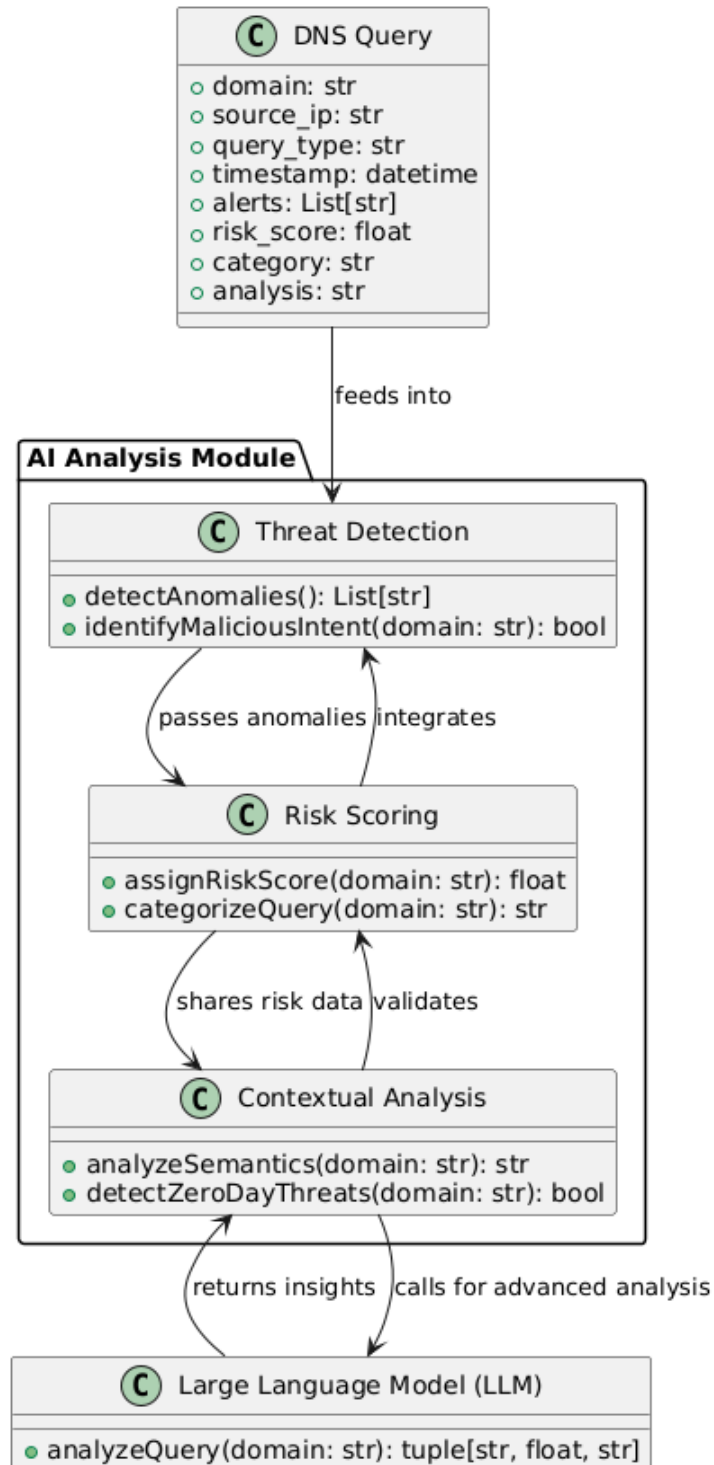 C DNS Query
domain: str
source_ip: str
query_type: str
timestamp: datetime
alerts: List[str]
risk_score: float
category: str
analysis: str
feeds into
AI Analysis Module
C Threat Detection
detectAnomalies(): List[str]
identifyMaliciousIntent(domain: str): bool
passes anomalies
integrates
C Risk Scoring
assignRiskScore(domain: str): float
categorizeQuery(domain: str): str
shares risk data
validates
C Contextual Analysis
analyzeSemantics(domain: str): str
detectZeroDayThreats(domain: str): bool
returns insights
calls for advanced analysis
C Large Language Model (LLM)
analyzeQuery(domain: str): tuple[str, float, str]